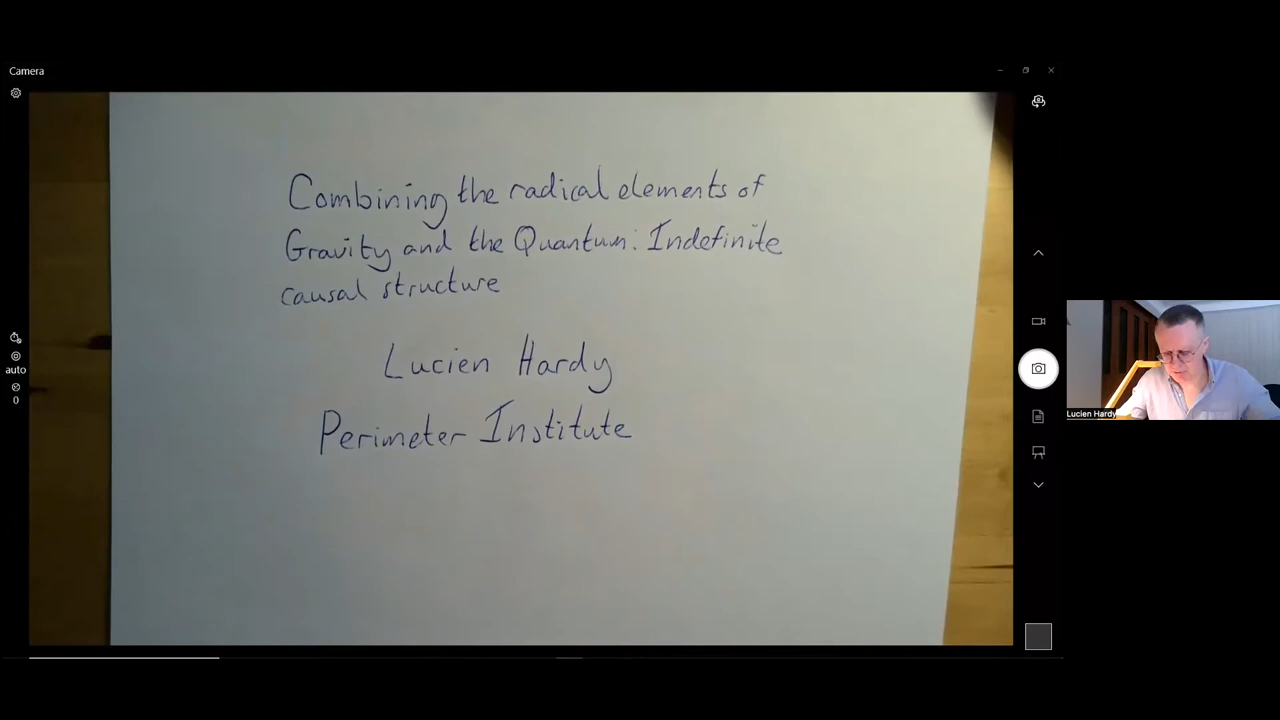 Camera
Combining the radical elements of
Gravity and the Quantum: Indefinite
causal structure
Lucien Hardy
Perimeter Institute
auto
0
Lucien Hardy